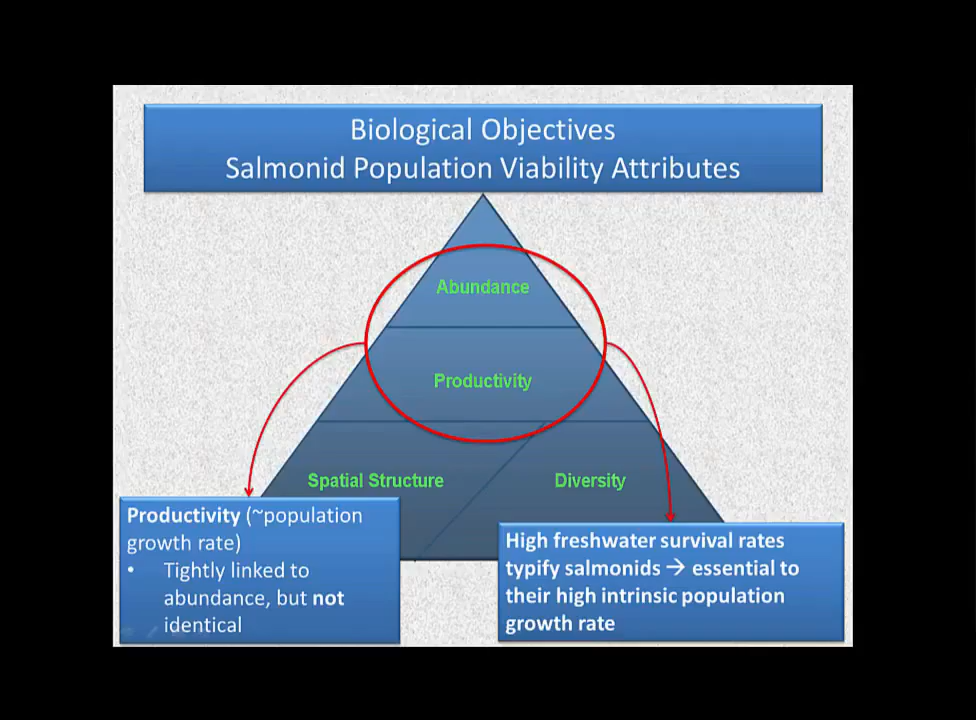 Biological Objectives
Salmonid Population Viability Attributes
Abundance
Productivity
Spatial Structure
Diversity
Productivity (~population
growth rate)
• Tightly linked to
abundance, but not
identical
High freshwater survival rates
typify salmonids → essential to
their high intrinsic population
growth rate